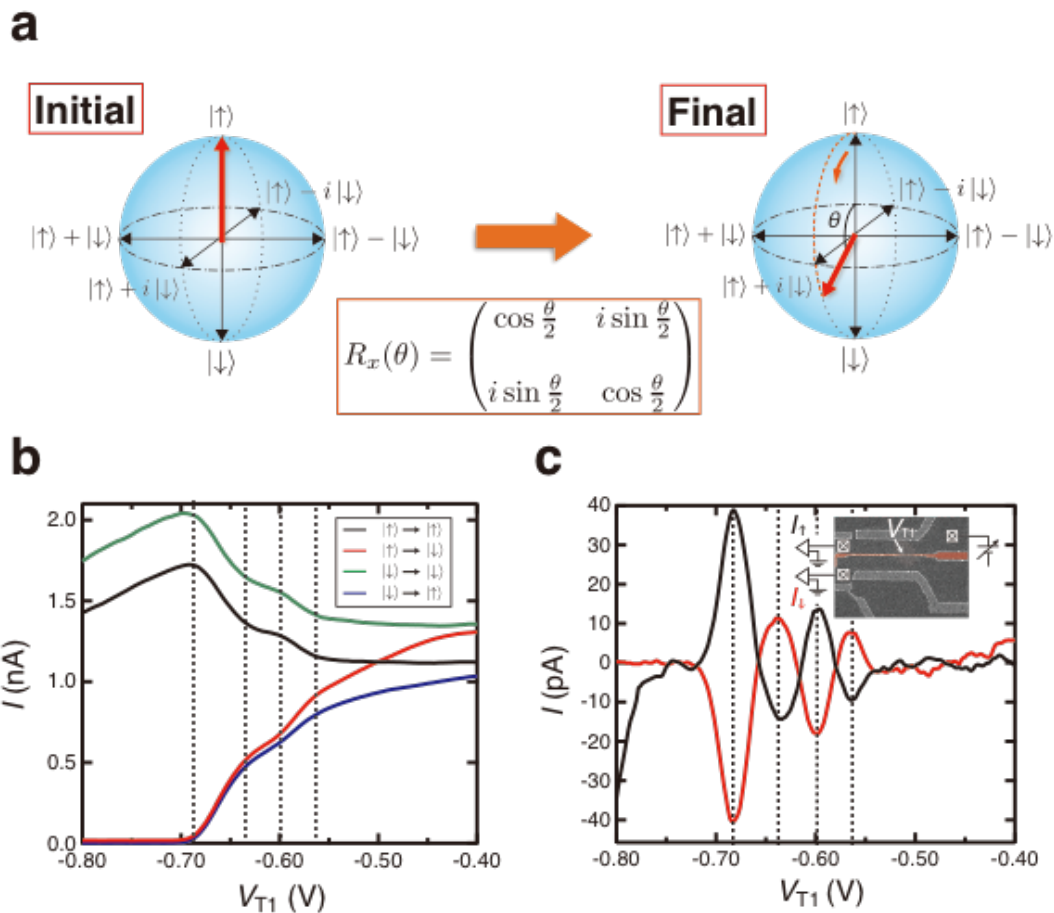 a
Initial
Final
|↑⟩
|↑⟩ − i |↓⟩
|↑⟩ + |↓⟩
|↑⟩ − |↓⟩
|↑⟩ + i |↓⟩
|↓⟩
|↑⟩
|↑⟩ − i |↓⟩
|↑⟩ + |↓⟩
θ
|↑⟩ − |↓⟩
|↑⟩ + i |↓⟩
|↓⟩
cos θ/2 i sin θ/2
R_x(θ) =
i sin θ/2 cos θ/2
b
2.0
1.5
1.0
0.5
0.0
I (nA)
|↑⟩ → |↑⟩
|↑⟩ → |↓⟩
|↓⟩ → |↓⟩
|↓⟩ → |↑⟩
-0.80 -0.70 -0.60 -0.50 -0.40
V_T1 (V)
c
40
30
20
10
0
-10
-20
-30
-40
I (pA)
I↑
V_T1
I↓
-0.80 -0.70 -0.60 -0.50 -0.40
V_T1 (V)